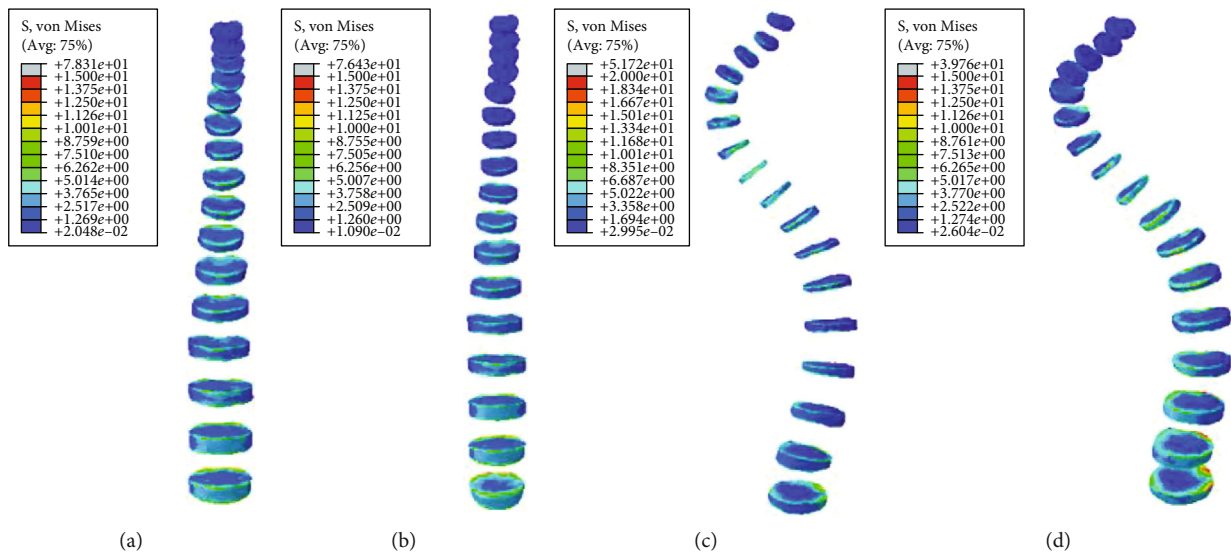 S, von Mises
(Avg: 75%)
+7.831e+01
+1.500e+01
+1.375e+01
+1.250e+01
+1.126e+01
+1.001e+01
+8.759e+00
+7.510e+00
+6.262e+00
+5.014e+00
+3.765e+00
+2.517e+00
+1.269e+00
+2.048e–02
(a)
S, von Mises
(Avg: 75%)
+7.643e+01
+1.500e+01
+1.375e+01
+1.250e+01
+1.125e+01
+1.000e+01
+8.755e+00
+7.505e+00
+6.256e+00
+5.007e+00
+3.758e+00
+2.509e+00
+1.260e+00
+1.090e–02
(b)
S, von Mises
(Avg: 75%)
+5.172e+01
+2.000e+01
+1.834e+01
+1.667e+01
+1.501e+01
+1.334e+01
+1.168e+01
+1.001e+01
+8.351e+00
+6.687e+00
+5.022e+00
+3.358e+00
+1.694e+00
+2.995e–02
(c)
S, von Mises
(Avg: 75%)
+3.976e+01
+1.500e+01
+1.375e+01
+1.250e+01
+1.126e+01
+1.000e+01
+8.761e+00
+7.513e+00
+6.265e+00
+5.017e+00
+3.770e+00
+2.522e+00
+1.274e+00
+2.604e–02
(d)